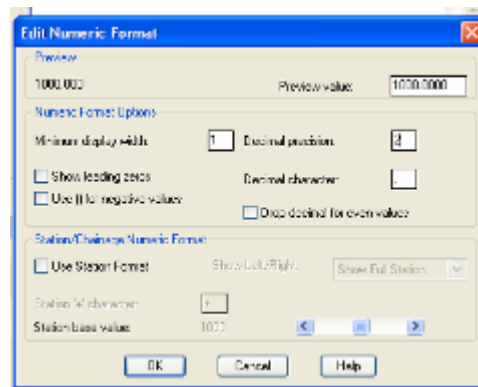 Edit Numeric Format
Preview
1000.000 Preview value: 1000.0000
Numeric Format Options
Minimum display width: 1 Decimal precision:
Show leading zeros Decimal character: .
Use () for negative values
Drop decimal for even values
Station/Chainage Numeric Format
Use Station Format Show Left/Right: Show Full Station
Station '+' character: +
Station base value: 1000
OK Cancel Help